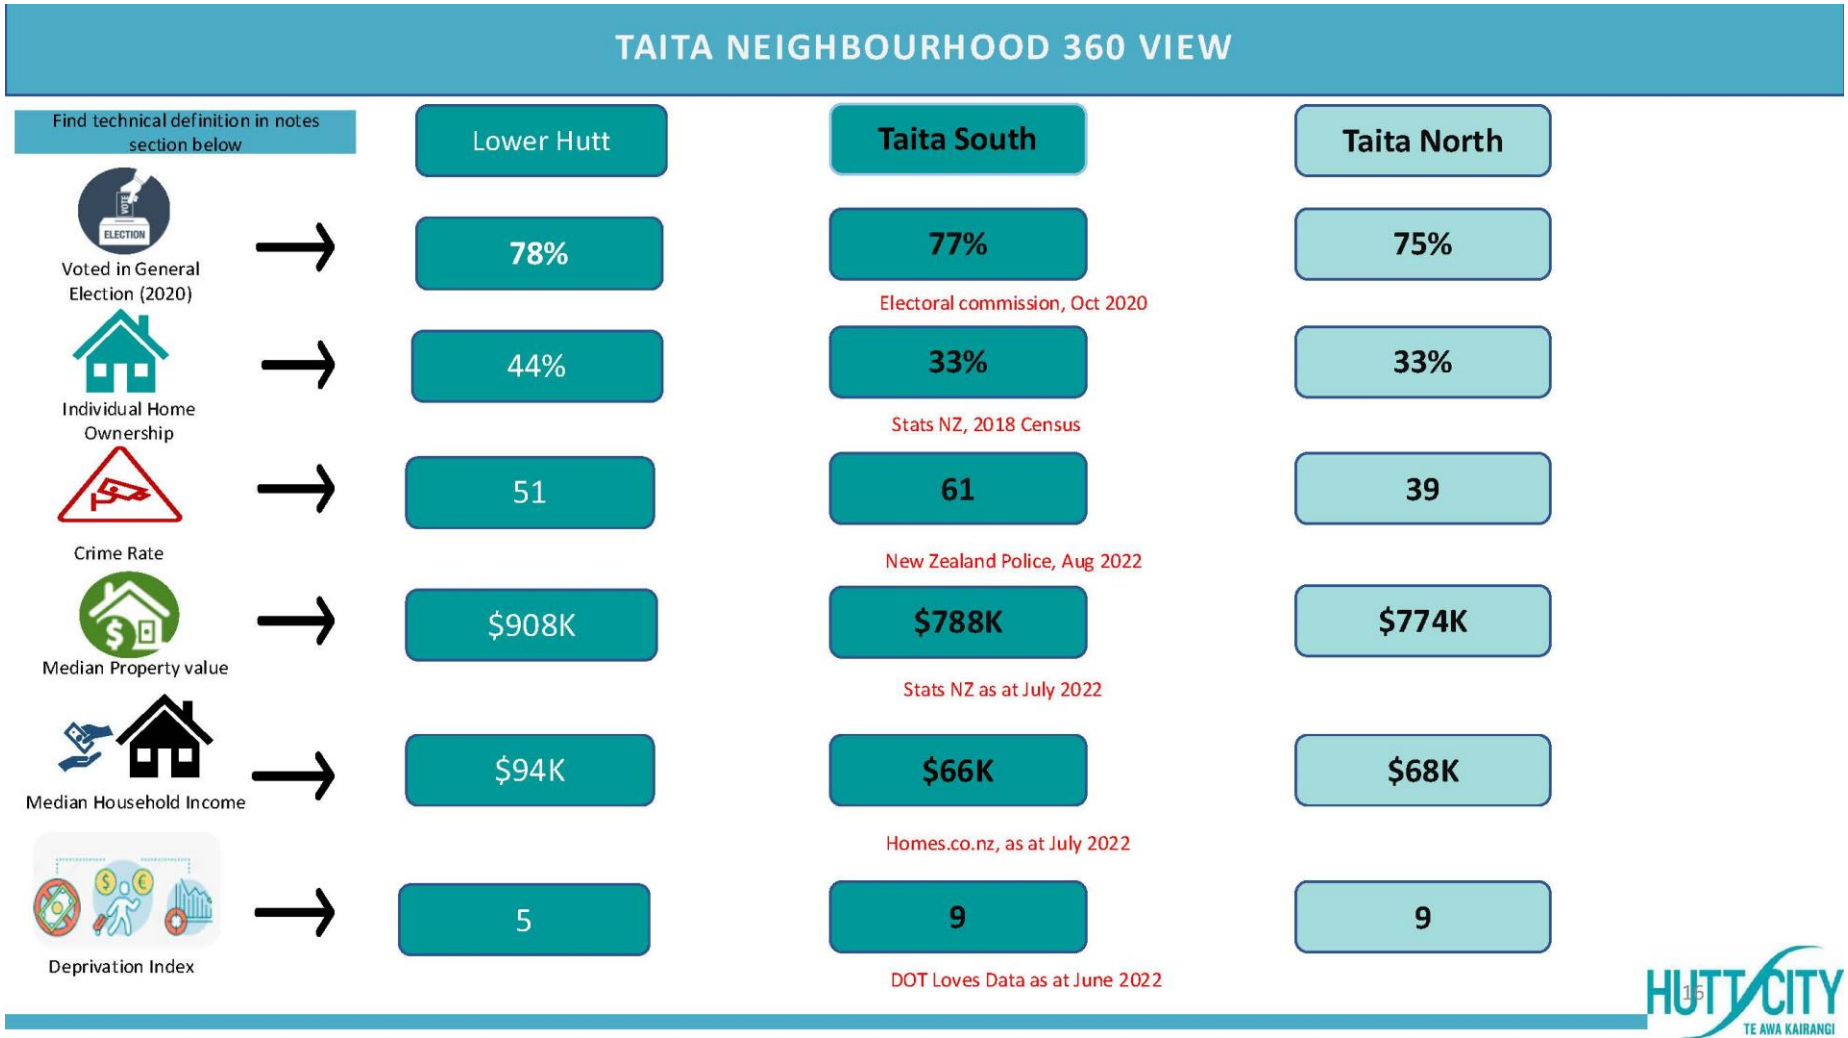 TAITA NEIGHBOURHOOD 360 VIEW
Find technical definition in notes
section below
Lower Hutt
Taita South
Taita North
VOTE
ELECTION
Voted in General
Election (2020)
78%
77%
75%
Electoral commission, Oct 2020
Individual Home
Ownership
44%
33%
33%
Stats NZ, 2018 Census
Crime Rate
51
61
39
New Zealand Police, Aug 2022
$
Median Property value
$908K
$788K
$774K
Stats NZ as at July 2022
Median Household Income
$94K
$66K
$68K
Homes.co.nz, as at July 2022
$ €
Deprivation Index
5
9
9
DOT Loves Data as at June 2022
HUTT CITY
16
TE AWA KAIRANGI